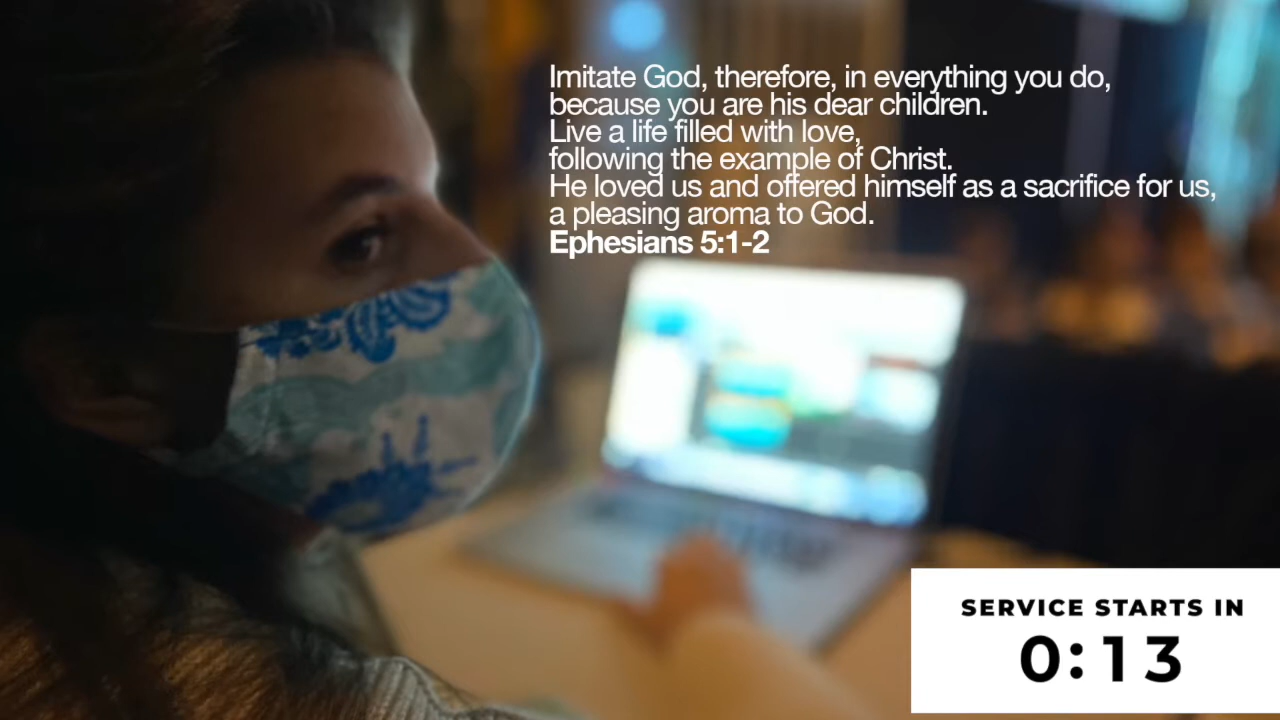 Imitate God, therefore, in everything you do,
because you are his dear children.
Live a life filled with love,
following the example of Christ.
He loved us and offered himself as a sacrifice for us,
a pleasing aroma to God.
Ephesians 5:1-2
SERVICE STARTS IN
0:13